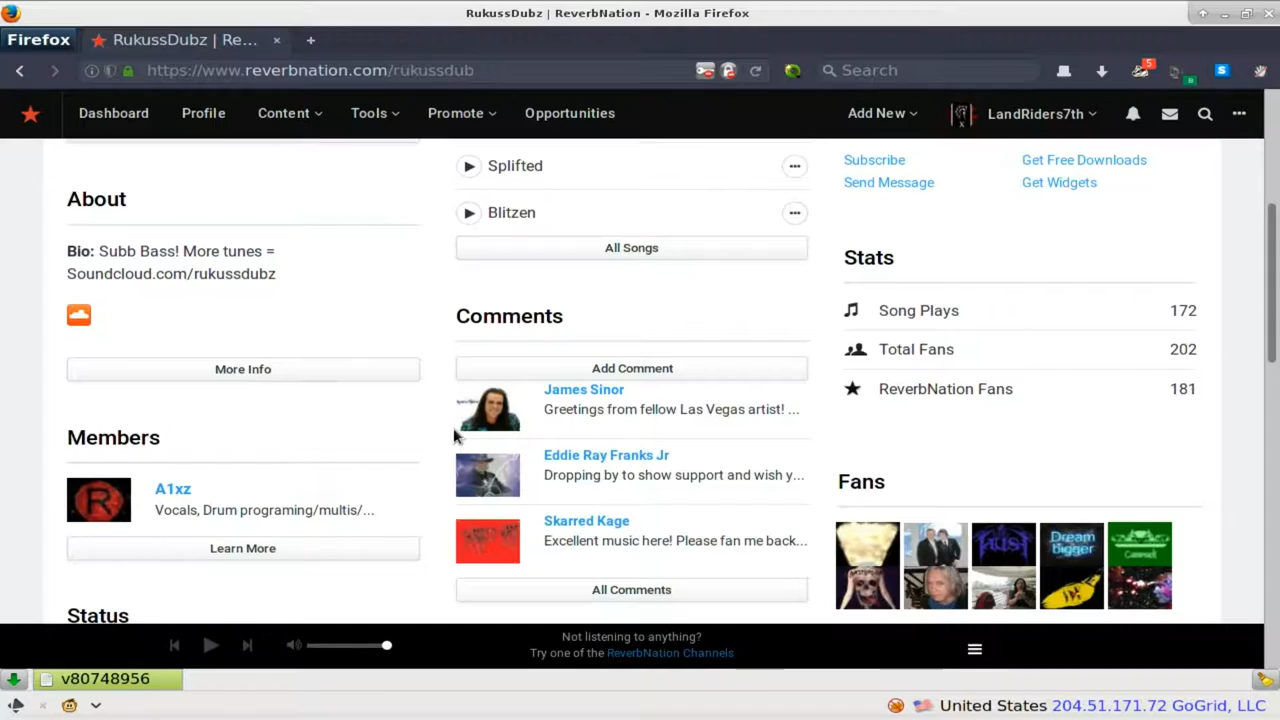 RukussDubz | ReverbNation - Mozilla Firefox
Firefox
RukussDubz | Re...
https://www.reverbnation.com/rukussdub
Search
5
Dashboard
Profile
Content
Tools
Promote
Opportunities
Add New
LandRiders7th
Splifted
Blitzen
All Songs
Subscribe
Get Free Downloads
Send Message
Get Widgets
About
Bio: Subb Bass! More tunes =
Soundcloud.com/rukussdubz
More Info
Members
A1xz
Vocals, Drum programing/multis/...
Learn More
Status
Comments
Add Comment
James Sinor
Greetings from fellow Las Vegas artist! ...
Eddie Ray Franks Jr
Dropping by to show support and wish y...
Skarred Kage
Excellent music here! Please fan me back...
All Comments
Stats
Song Plays 172
Total Fans 202
ReverbNation Fans 181
Fans
Dream
Bigger
Not listening to anything?
Try one of the ReverbNation Channels
v80748956
United States 204.51.171.72 GoGrid, LLC